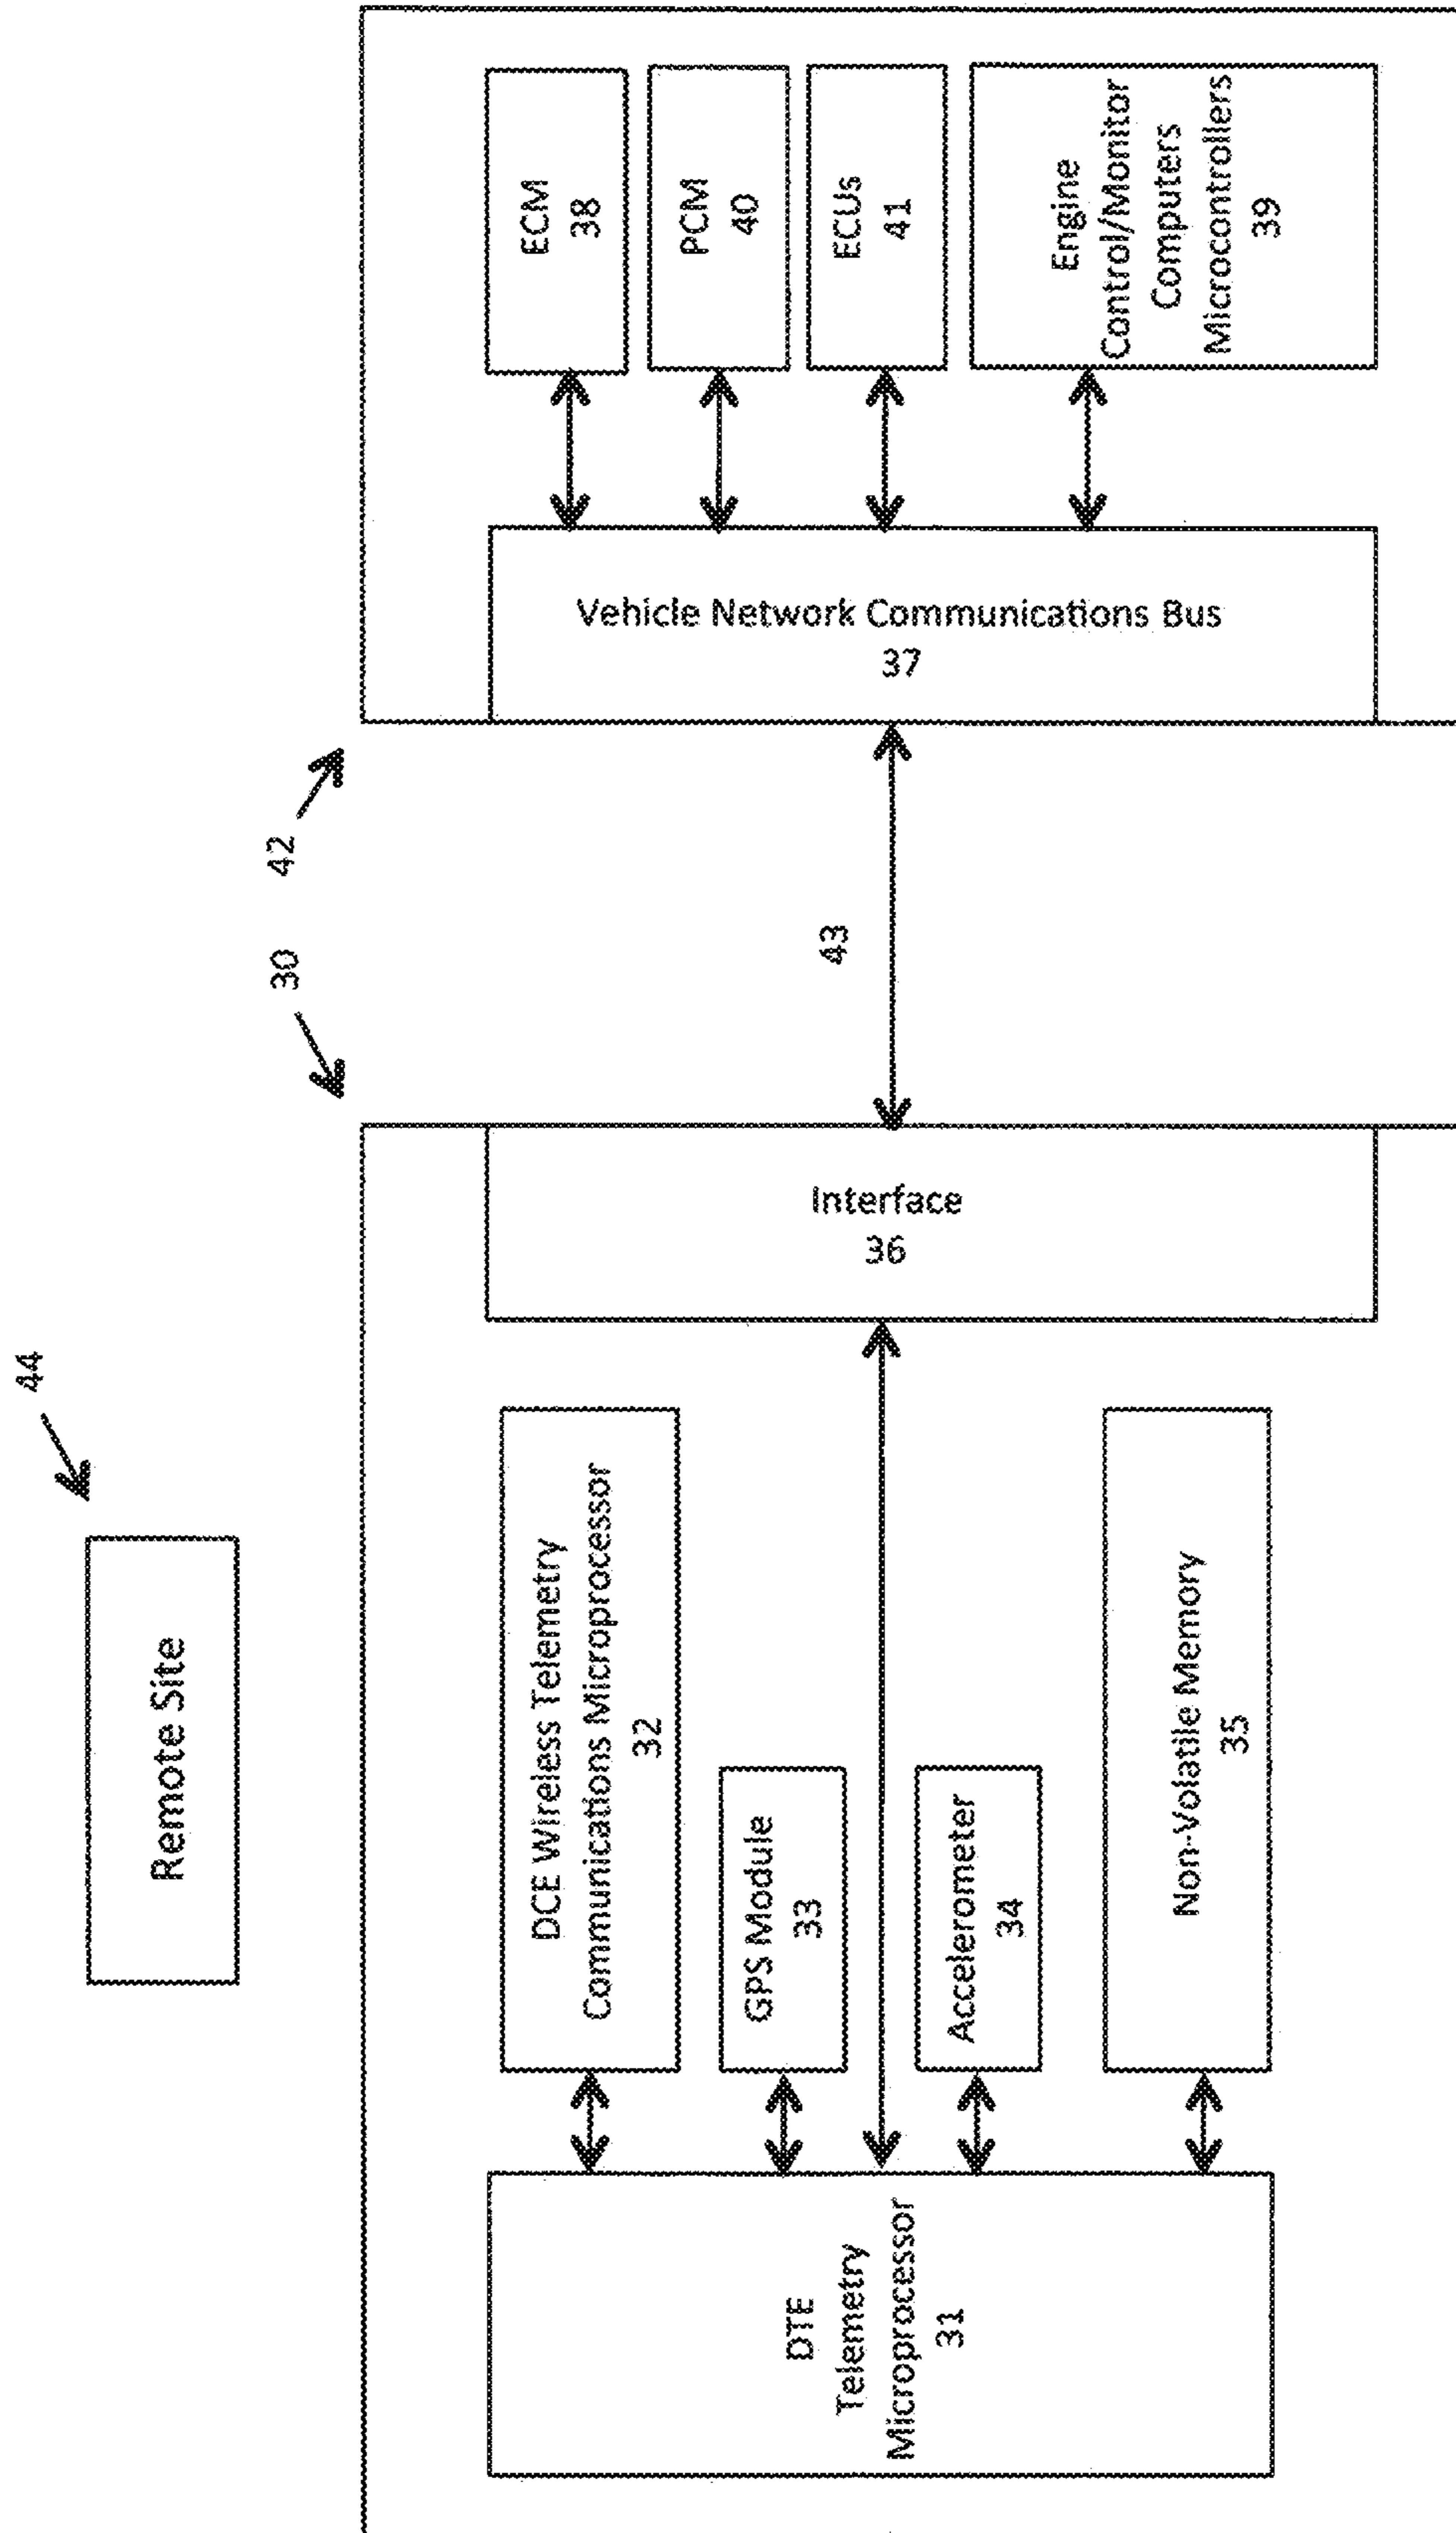 44
Remote Site
30
42
DTE
Telemetry
Microprocessor
31
DCE Wireless Telemetry
Communications Microprocessor
32
GPS Module
33
Accelerometer
34
Non-Volatile Memory
35
Interface
36
43
Vehicle Network Communications Bus
37
ECM
38
PCM
40
ECUs
41
Engine
Control/Monitor
Computers
Microcontrollers
39